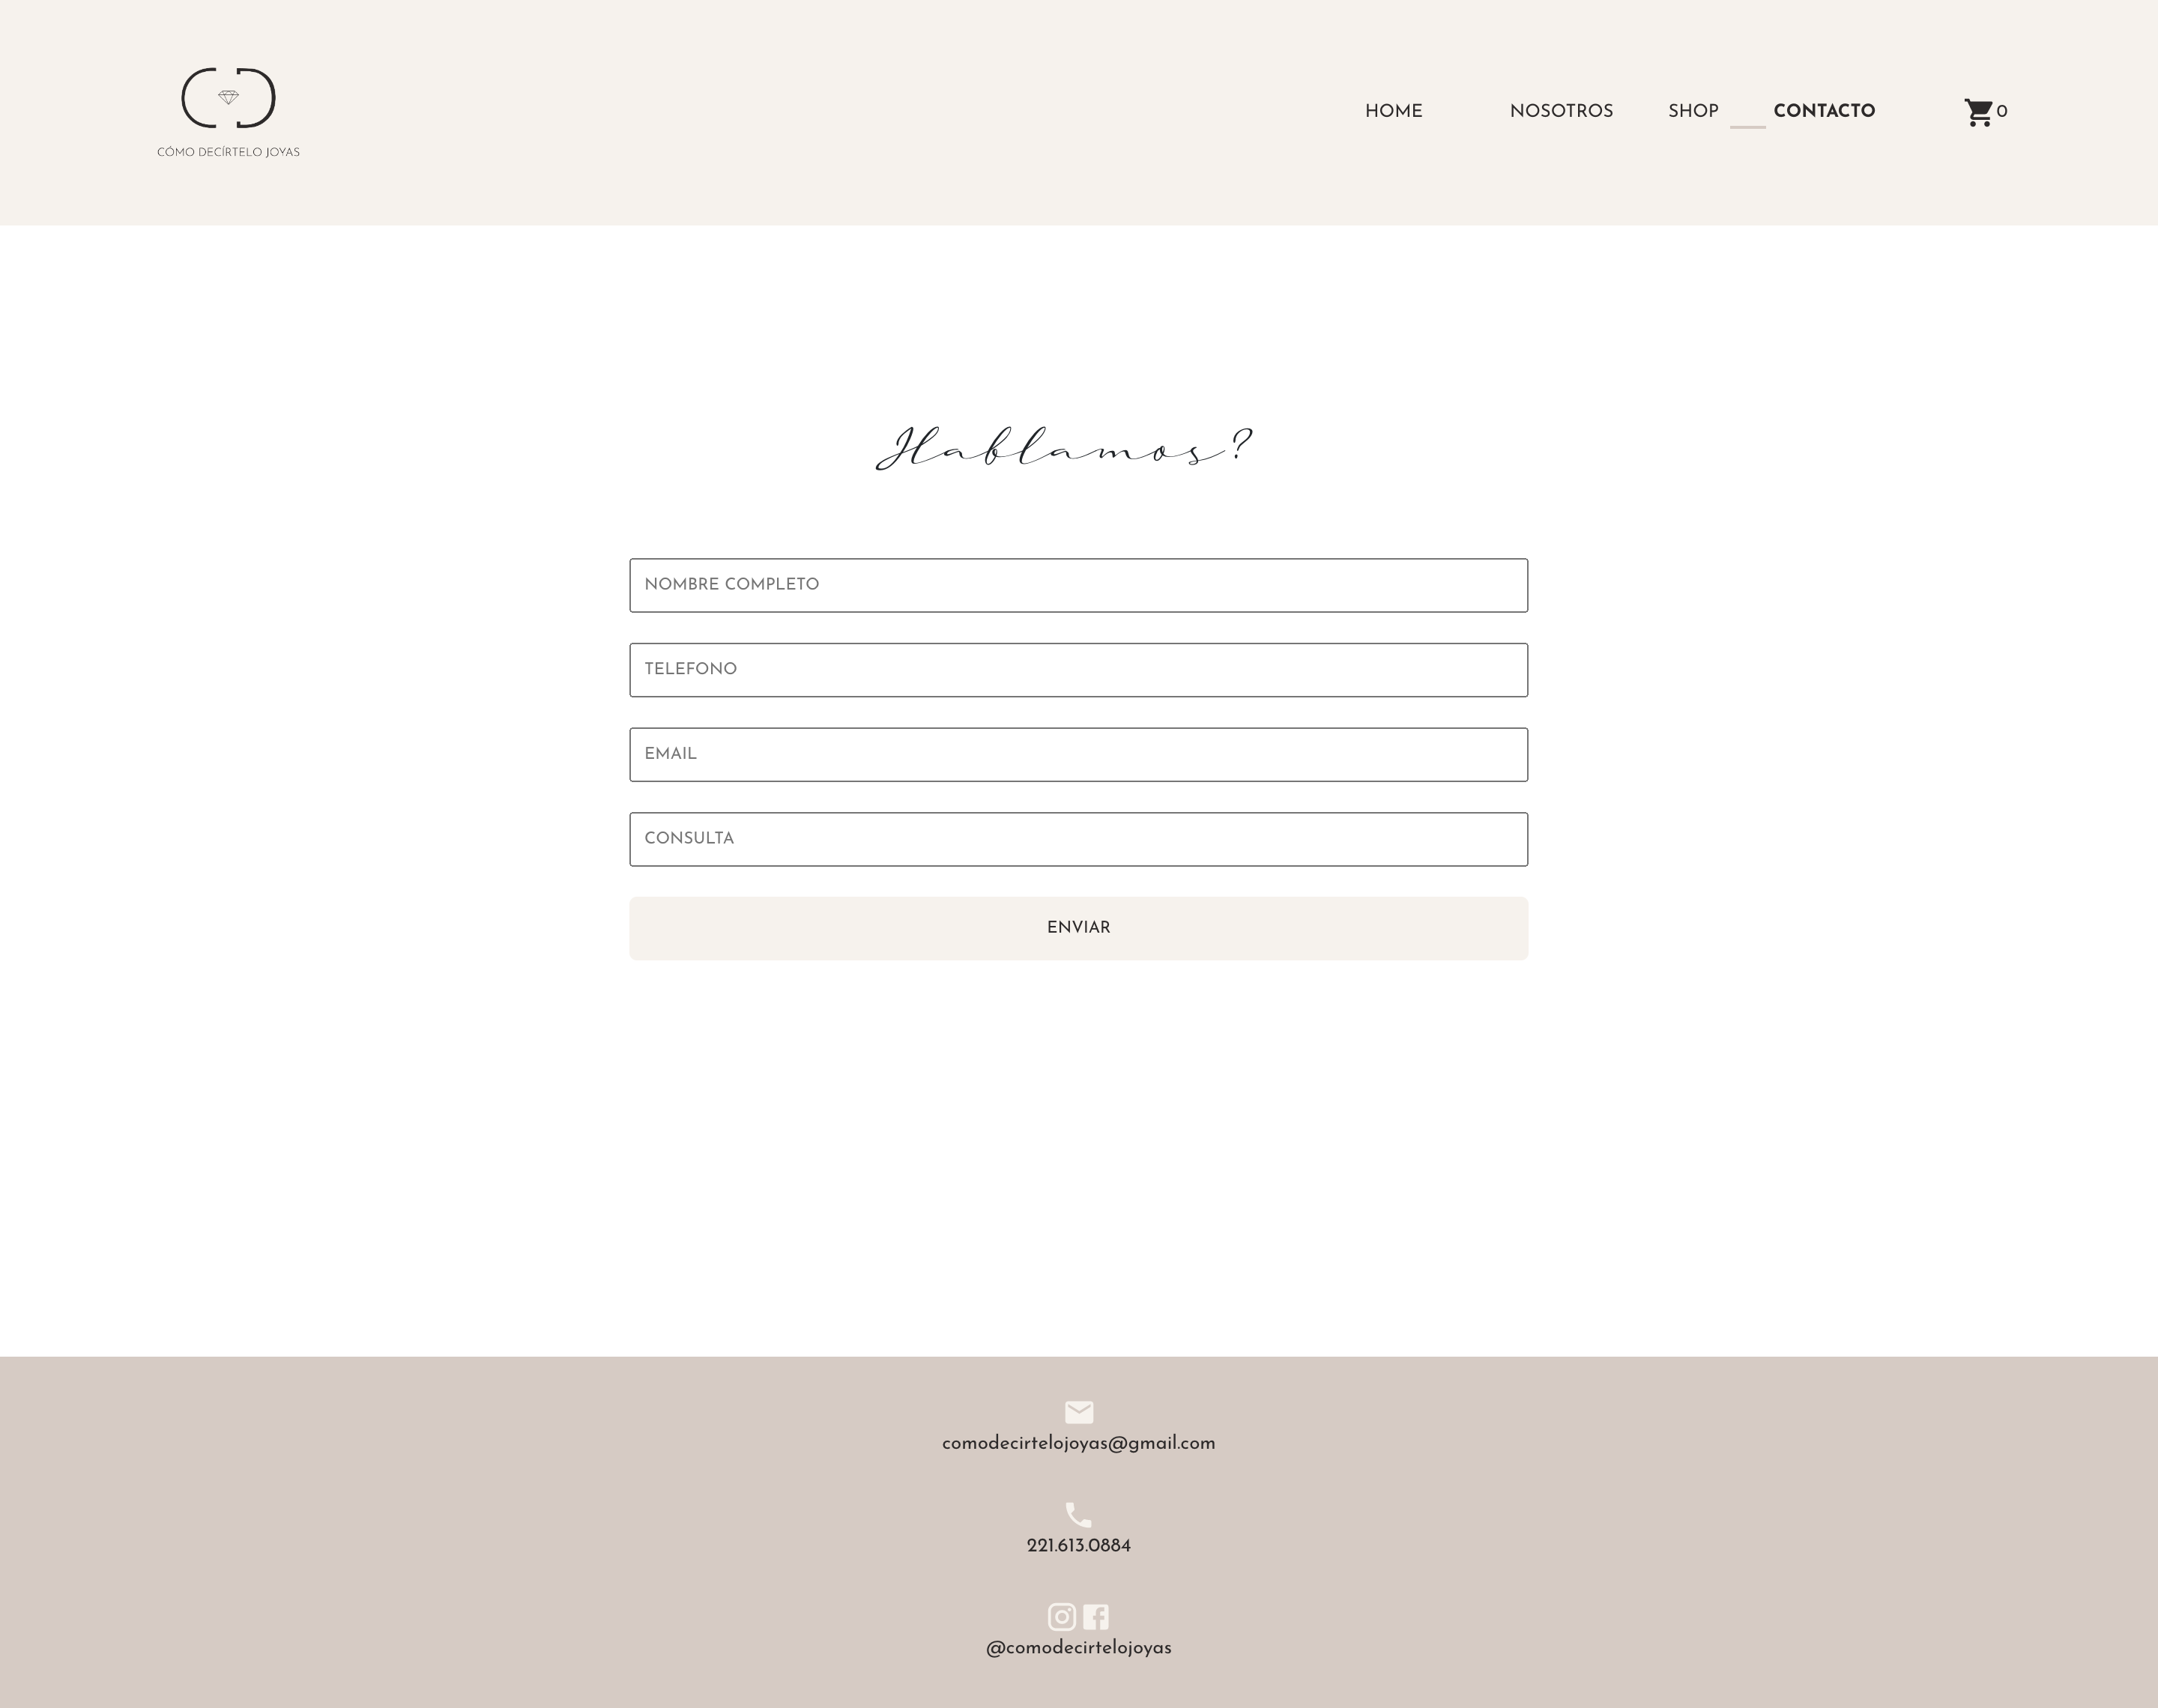 CÓMO DECÍRTELO JOYAS
HOME NOSOTROS SHOP CONTACTO 0
Hablamos?
NOMBRE COMPLETO
TELEFONO
EMAIL
CONSULTA
ENVIAR
comodecirtelojoyas@gmail.com
221.613.0884
@comodecirtelojoyas